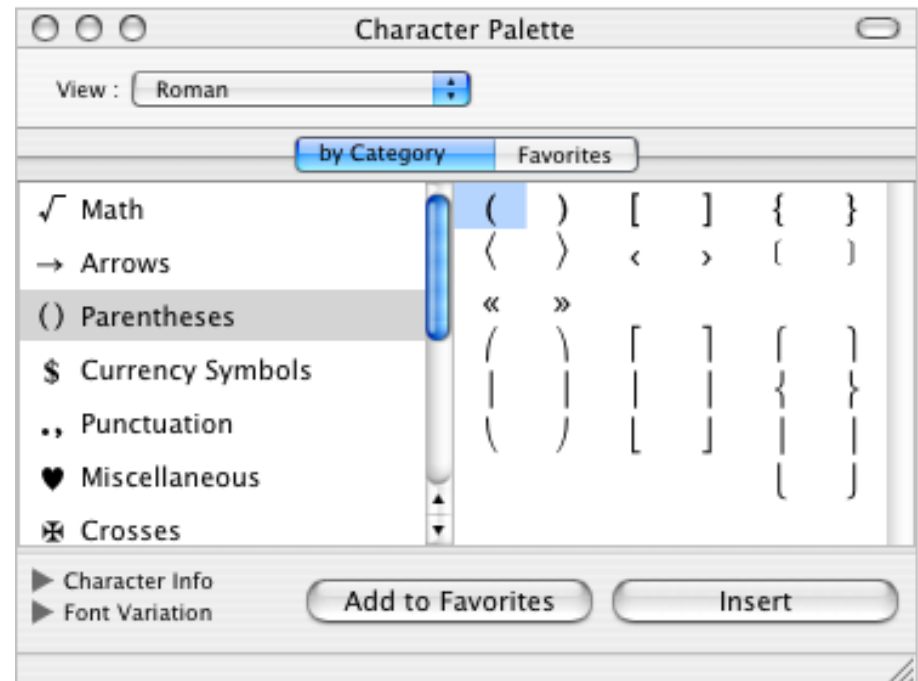 Character Palette
View : Roman
by Category Favorites
√ Math
→ Arrows
() Parentheses
$ Currency Symbols
., Punctuation
♥ Miscellaneous
✠ Crosses
( ) [ ] { }
〈 〉 ‹ › 〔 〕
« »
⎛ ⎞ ⎡ ⎤ ⎧ ⎫
⎜ ⎟ ⎢ ⎥ ⎨ ⎬
⎝ ⎠ ⎣ ⎦ ⎪ ⎪
⎩ ⎭
Character Info
Font Variation
Add to Favorites Insert